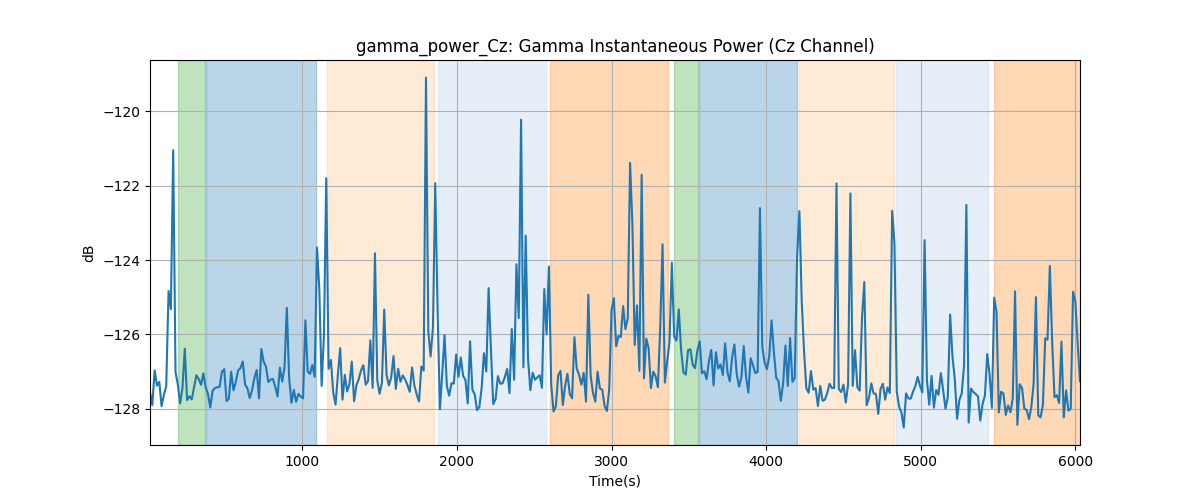 gamma_power_Cz: Gamma Instantaneous Power (Cz Channel)
−120
−122
−124
−126
−128
dB
1000 2000 3000 4000 5000 6000
Time(s)